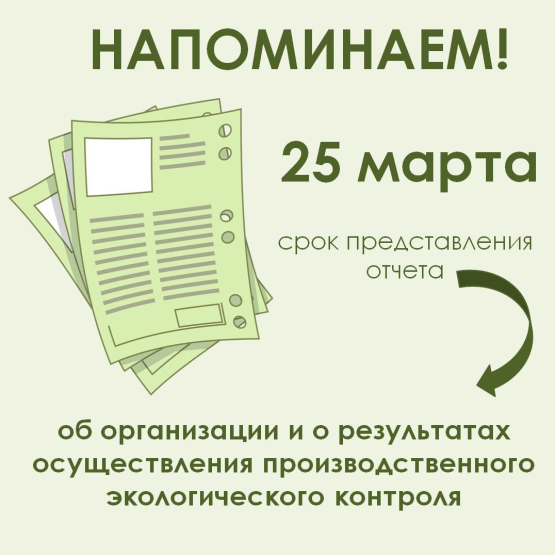 НАПОМИНАЕМ!
25 марта
срок представления
отчета
об организации и о результатах
осуществления производственного
экологического контроля